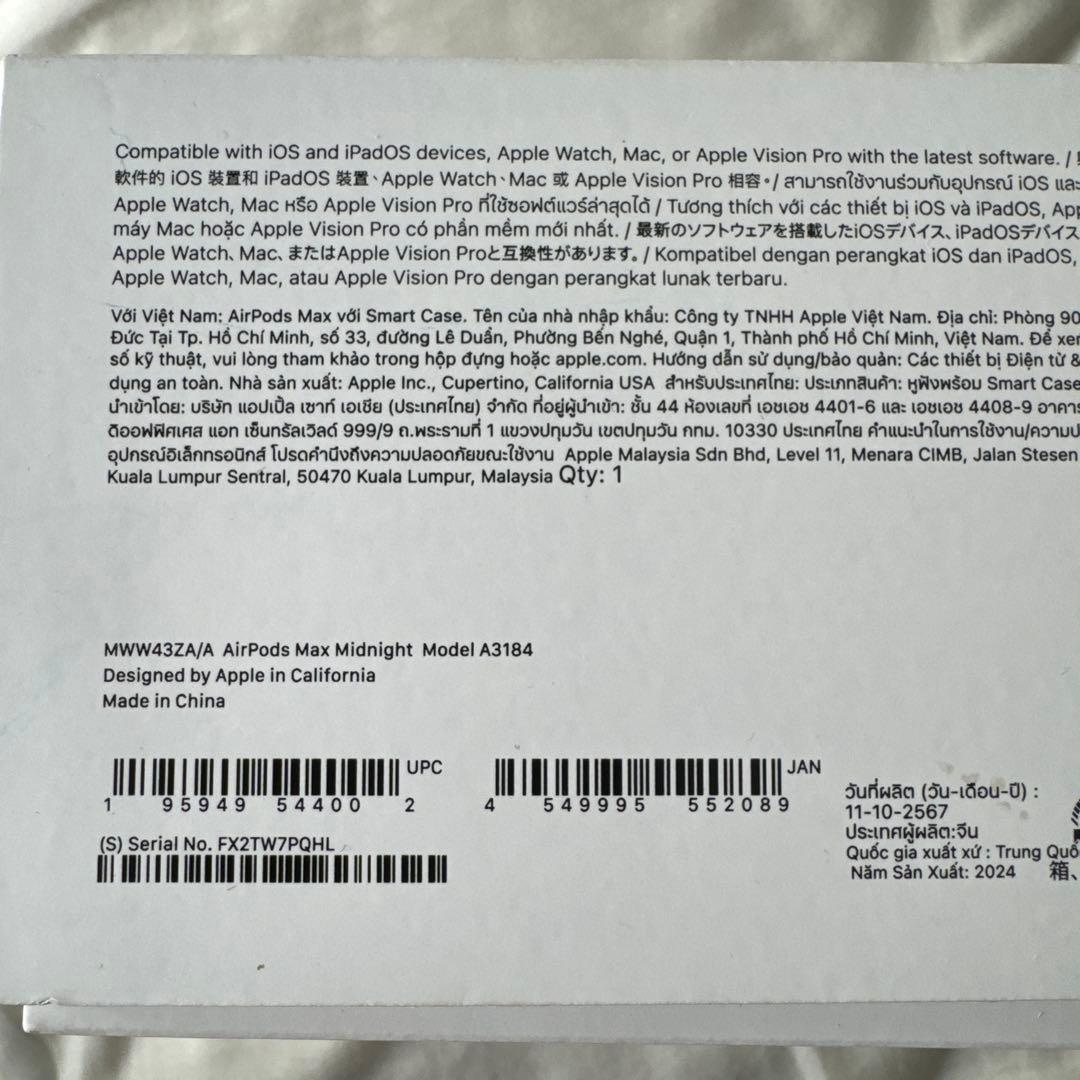 Compatible with iOS and iPadOS devices, Apple Watch, Mac, or Apple Vision Pro with the latest software. /
軟件的 iOS 裝置和 iPadOS 裝置、Apple Watch、Mac 或 Apple Vision Pro 相容。/ สามารถใช้งานร่วมกับอุปกรณ์ iOS และ
Apple Watch, Mac หรือ Apple Vision Pro ที่ใช้ซอฟต์แวร์ล่าสุดได้ / Tương thích với các thiết bị iOS và iPadOS, App
máy Mac hoặc Apple Vision Pro có phần mềm mới nhất. / 最新のソフトウェアを搭載したiOSデバイス、iPadOSデバイス
Apple Watch、Mac、またはApple Vision Proと互換性があります。/ Kompatibel dengan perangkat iOS dan iPadOS,
Apple Watch, Mac, atau Apple Vision Pro dengan perangkat lunak terbaru.
Với Việt Nam: AirPods Max với Smart Case. Tên của nhà nhập khẩu: Công ty TNHH Apple Việt Nam. Địa chỉ: Phòng 90
Đức Tại Tp. Hồ Chí Minh, số 33, đường Lê Duẩn, Phường Bến Nghé, Quận 1, Thành phố Hồ Chí Minh, Việt Nam. Để xem
số kỹ thuật, vui lòng tham khảo trong hộp đựng hoặc apple.com. Hướng dẫn sử dụng/bảo quản: Các thiết bị Điện tử &
dụng an toàn. Nhà sản xuất: Apple Inc., Cupertino, California USA สำหรับประเทศไทย: ประเภทสินค้า: หูฟังพร้อม Smart Case
นำเข้าโดย: บริษัท แอปเปิ้ล เซาท์ เอเชีย (ประเทศไทย) จำกัด ที่อยู่ผู้นำเข้า: ชั้น 44 ห้องเลขที่ เอชเอช 4401-6 และ เอชเอช 4408-9 อาคาร
ดิออฟฟิศเศส แอท เซ็นทรัลเวิลด์ 999/9 ถ.พระรามที่ 1 แขวงปทุมวัน เขตปทุมวัน กทม. 10330 ประเทศไทย คำแนะนำในการใช้งาน/ความป
อุปกรณ์อิเล็กทรอนิกส์ โปรดคำนึงถึงความปลอดภัยขณะใช้งาน Apple Malaysia Sdn Bhd, Level 11, Menara CIMB, Jalan Stesen
Kuala Lumpur Sentral, 50470 Kuala Lumpur, Malaysia Qty: 1
MWW43ZA/A AirPods Max Midnight Model A3184
Designed by Apple in California
Made in China
UPC
1 95949 54400 2
JAN
4 549995 552089
(S) Serial No. FX2TW7PQHL
วันที่ผลิต (วัน-เดือน-ปี) :
11-10-2567
ประเทศผู้ผลิต:จีน
Quốc gia xuất xứ : Trung Quố
Năm Sản Xuất: 2024
箱、